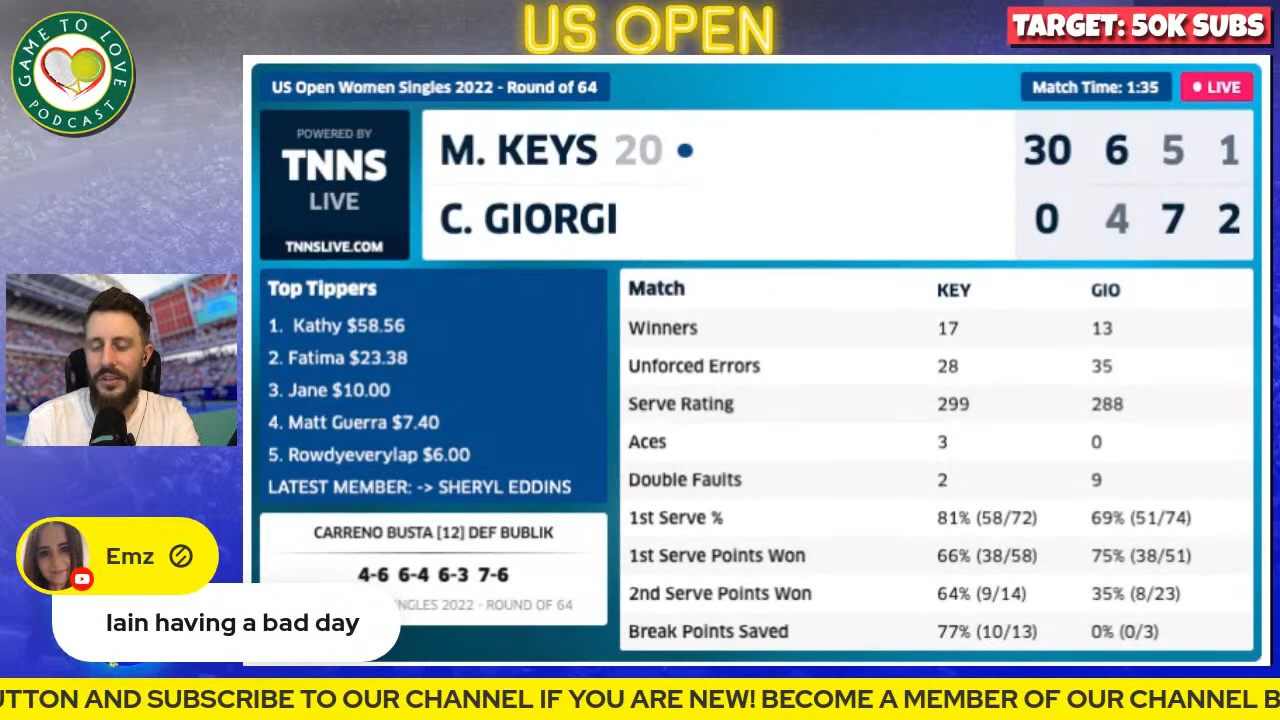 GAME TO LOVE
PODCAST
US OPEN
TARGET: 50K SUBS
US Open Women Singles 2022 - Round of 64
Match Time: 1:35
LIVE
POWERED BY
TNNS
LIVE
TNNSLIVE.COM
M. KEYS 20 30 6 5 1
C. GIORGI 0 4 7 2
Top Tippers
1. Kathy $58.56
2. Fatima $23.38
3. Jane $10.00
4. Matt Guerra $7.40
5. Rowdyeverylap $6.00
LATEST MEMBER: -> SHERYL EDDINS
CARRENO BUSTA [12] DEF BUBLIK
4-6 6-4 6-3 7-6
NGLES 2022 - ROUND OF 64
Match KEY GIO
Winners 17 13
Unforced Errors 28 35
Serve Rating 299 288
Aces 3 0
Double Faults 2 9
1st Serve % 81% (58/72) 69% (51/74)
1st Serve Points Won 66% (38/58) 75% (38/51)
2nd Serve Points Won 64% (9/14) 35% (8/23)
Break Points Saved 77% (10/13) 0% (0/3)
Emz
Iain having a bad day
UTTON AND SUBSCRIBE TO OUR CHANNEL IF YOU ARE NEW! BECOME A MEMBER OF OUR CHANNEL B